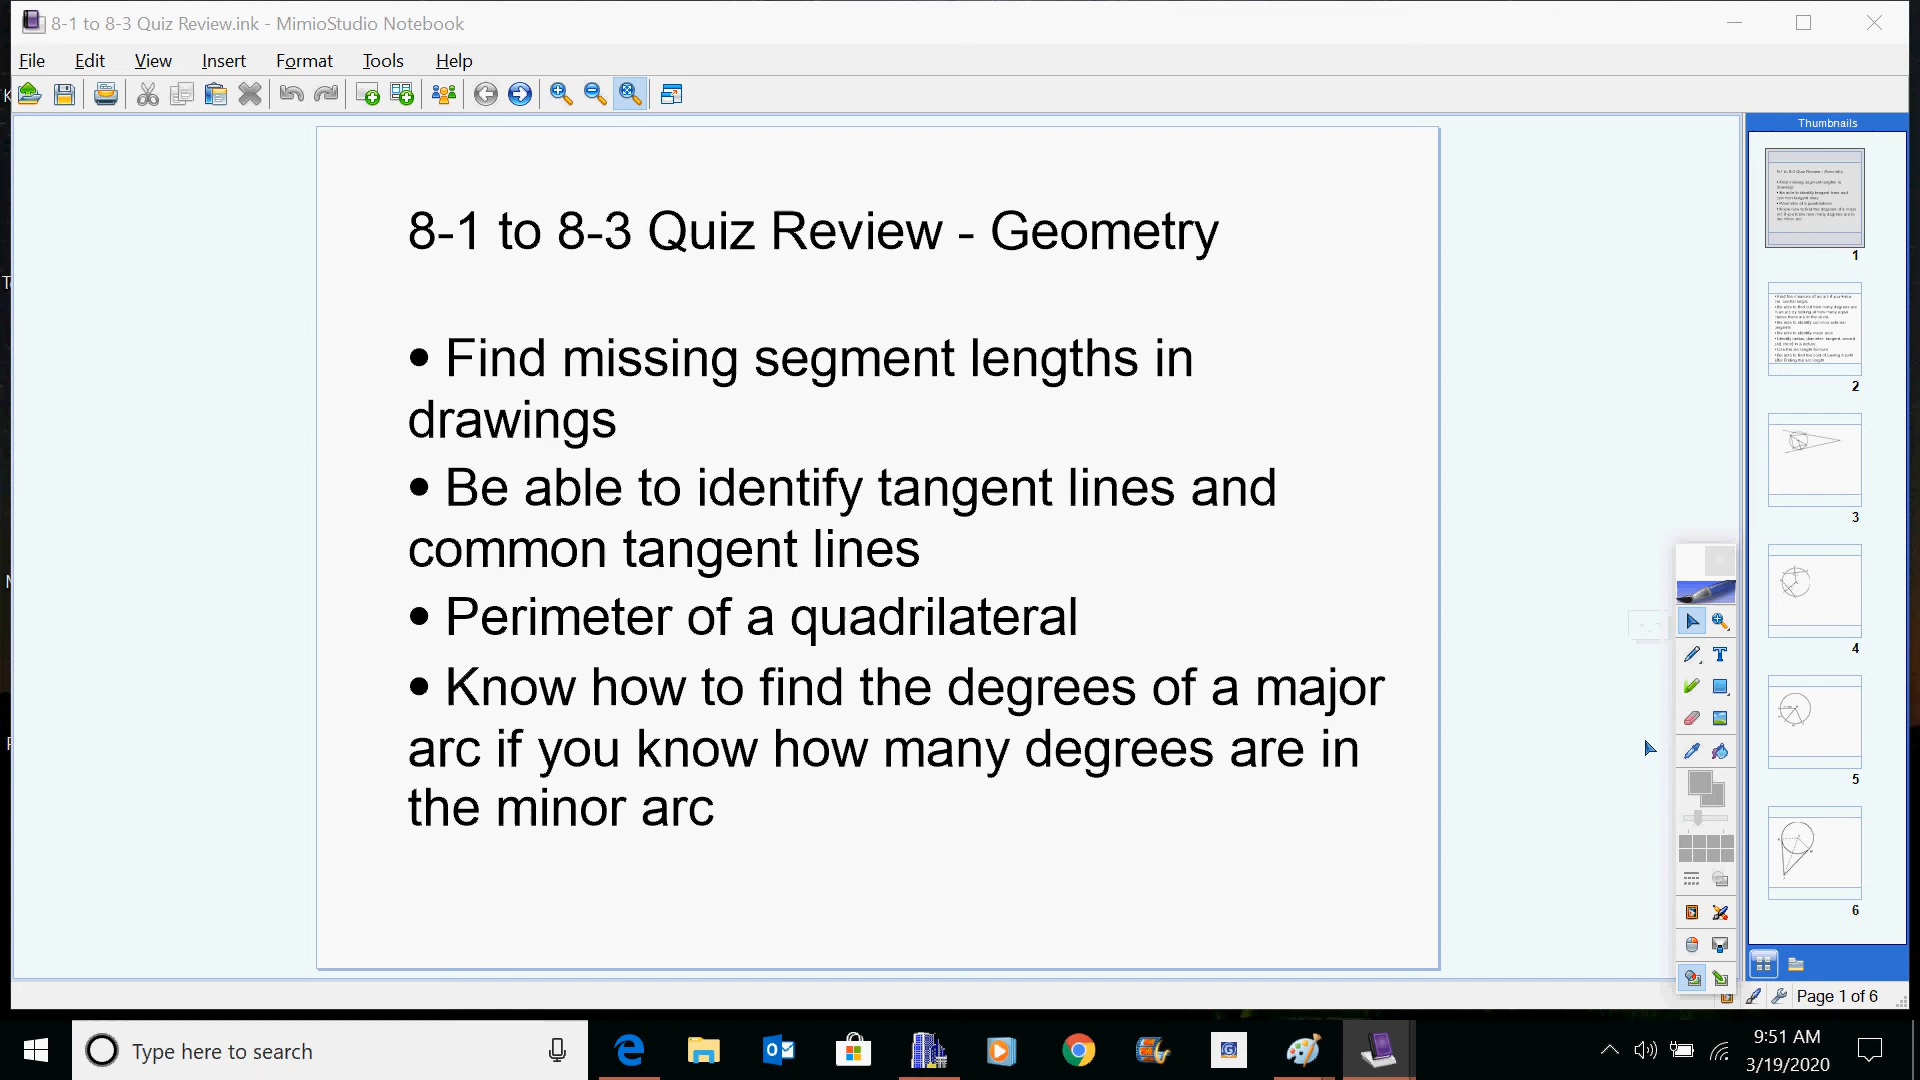 8-1 to 8-3 Quiz Review.ink - MimioStudio Notebook
File Edit View Insert Format Tools Help
Thumbnails
8-1 to 8-3 Quiz Review - Geometry
• Find missing segment lengths in
drawings
• Be able to identify tangent lines and
common tangent lines
• Perimeter of a quadrilateral
• Know how to find the degrees of a major
arc if you know how many degrees are in
the minor arc
1
2
3
4
5
6
Page 1 of 6
Type here to search
9:51 AM
3/19/2020